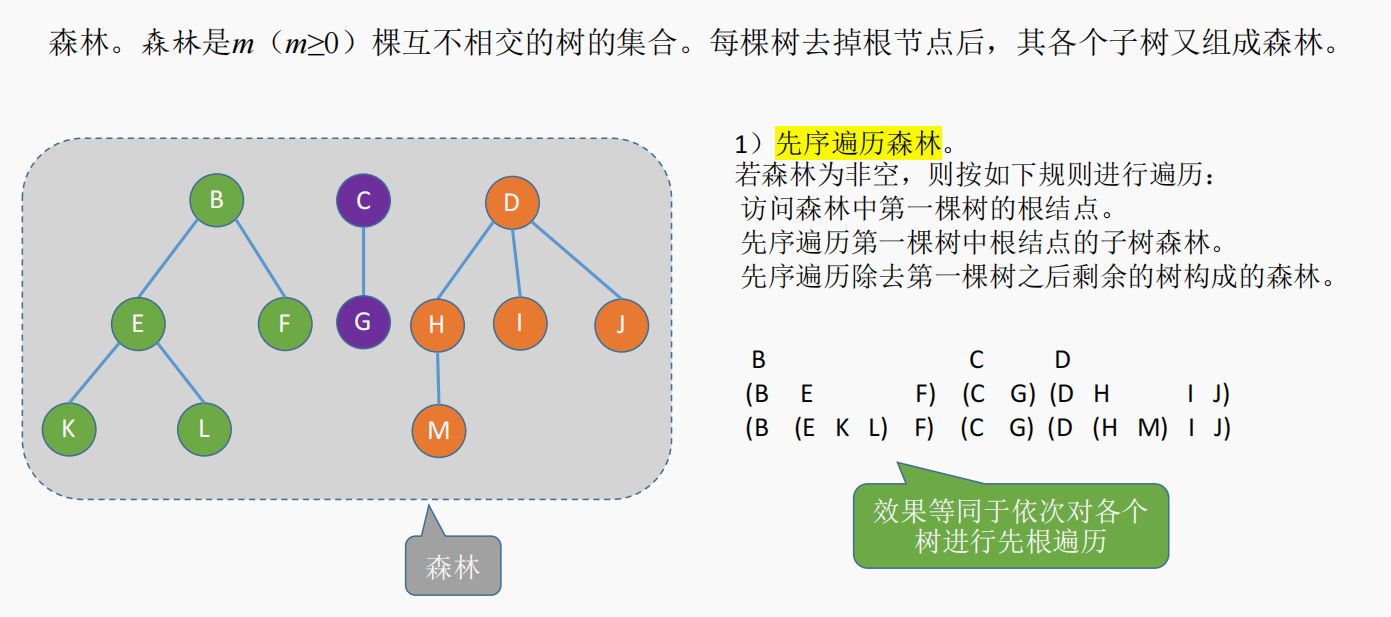 森林。森林是m（m≥0）棵互不相交的树的集合。每棵树去掉根节点后，其各个子树又组成森林。
1）先序遍历森林。
若森林为非空，则按如下规则进行遍历：
访问森林中第一棵树的根结点。
先序遍历第一棵树中根结点的子树森林。
先序遍历除去第一棵树之后剩余的树构成的森林。
B C D
E F G H I J
K L M
森林
B C D
(B E F) (C G) (D H I J)
(B (E K L) F) (C G) (D (H M) I J)
效果等同于依次对各个
树进行先根遍历